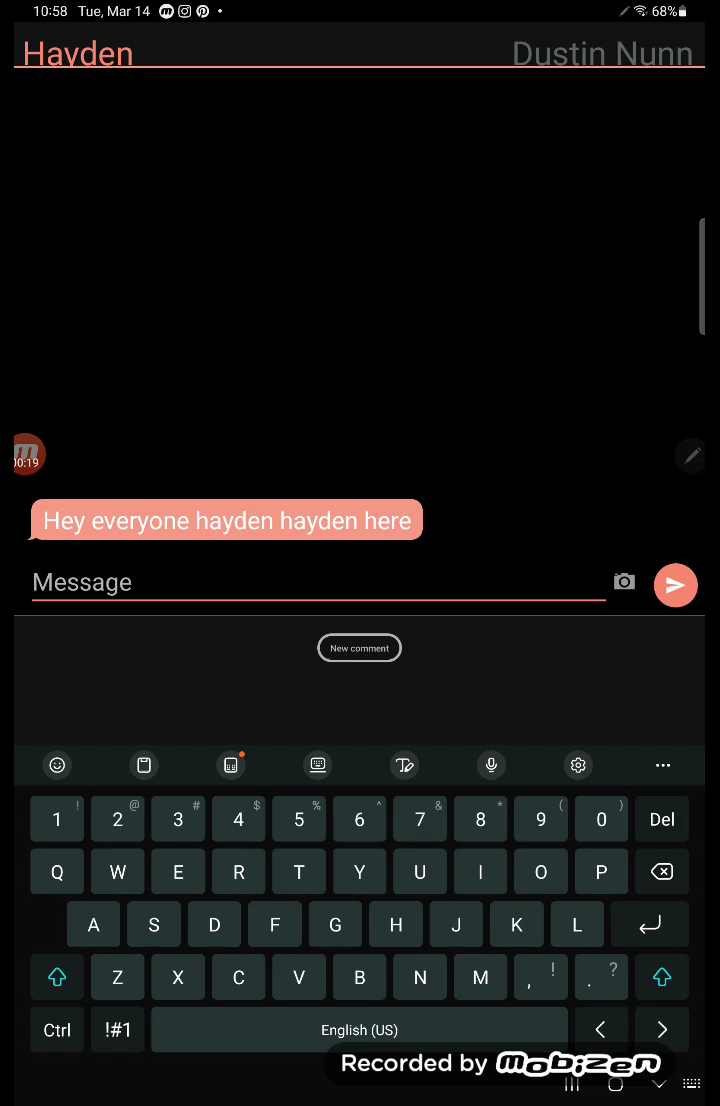 10:58 Tue, Mar 14 68%
Hayden Dustin Nunn
00:19
Hey everyone hayden hayden here
Message
New comment
! @ # $ % ^ & * ( )
1 2 3 4 5 6 7 8 9 0 Del
Q W E R T Y U I O P
A S D F G H J K L
! ?
Z X C V B N M , .
Ctrl !#1 English (US) < >
Recorded by mobizen